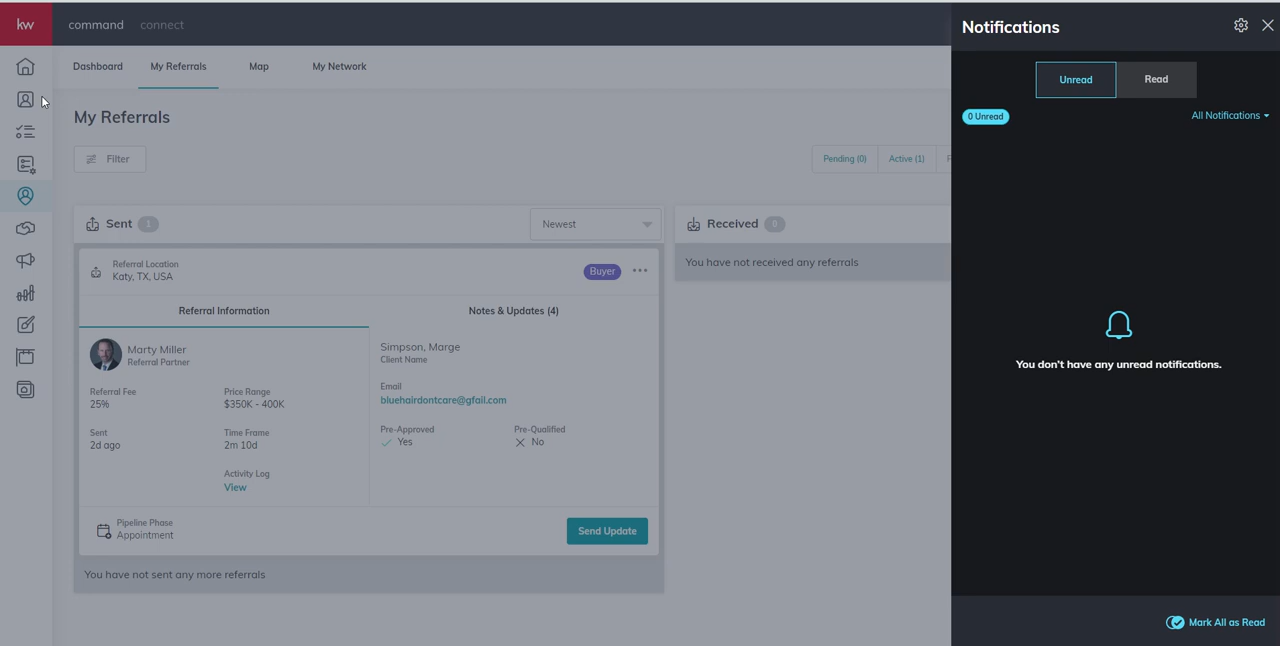 kw
command
connect
Dashboard
My Referrals
Map
My Network
My Referrals
Filter
Pending (0)
Active (1)
Sent
1
Newest
Received
0
Referral Location
Katy, TX, USA
Buyer
Referral Information
Notes & Updates (4)
Marty Miller
Referral Partner
Referral Fee
25%
Price Range
$350K - 400K
Sent
2d ago
Time Frame
2m 10d
Activity Log
View
Simpson, Marge
Client Name
Email
bluehairdontcare@gfail.com
Pre-Approved
Yes
Pre-Qualified
No
Pipeline Phase
Appointment
Send Update
You have not sent any more referrals
You have not received any referrals
Notifications
Unread
Read
0 Unread
All Notifications
You don't have any unread notifications.
Mark All as Read